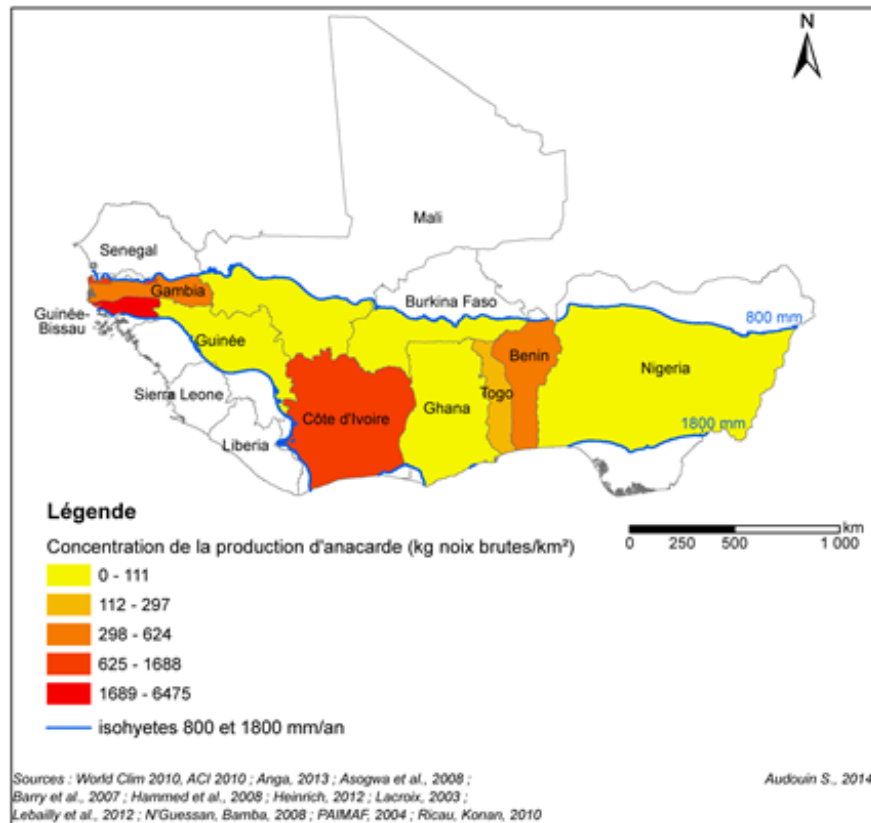 N
Mali
Senegal
Gambia
Burkina Faso
Guinée-
Bissau
800 mm
Guinée
Benin
Nigeria
Sierra Leone
Togo
Côte d'Ivoire
Ghana
1800 mm
Liberia
Légende
km
0 250 500 1 000
Concentration de la production d'anacarde (kg noix brutes/km²)
0 - 111
112 - 297
298 - 624
625 - 1688
1689 - 6475
isohyetes 800 et 1800 mm/an
Sources : World Clim 2010, ACI 2010 ; Anga, 2013 ; Asogwa et al., 2008 ;
Audouin S., 2014
Barry et al., 2007 ; Hammed et al., 2008 ; Heinrich, 2012 ; Lacroix, 2003 ;
Lebailly et al., 2012 ; N'Guessan, Bamba, 2008 ; PAIMAF, 2004 ; Ricau, Konan, 2010